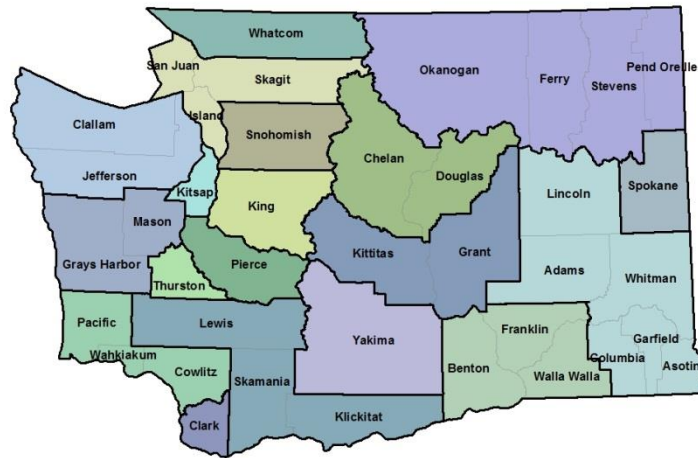 Whatcom
San Juan
Skagit
Okanogan
Ferry
Stevens
Pend Oreille
Island
Clallam
Snohomish
Chelan
Douglas
Jefferson
Kitsap
King
Lincoln
Spokane
Mason
Grays Harbor
Pierce
Kittitas
Grant
Adams
Whitman
Thurston
Pacific
Lewis
Yakima
Franklin
Garfield
Wahkiakum
Cowlitz
Skamania
Benton
Walla Walla
Columbia
Asotin
Clark
Klickitat